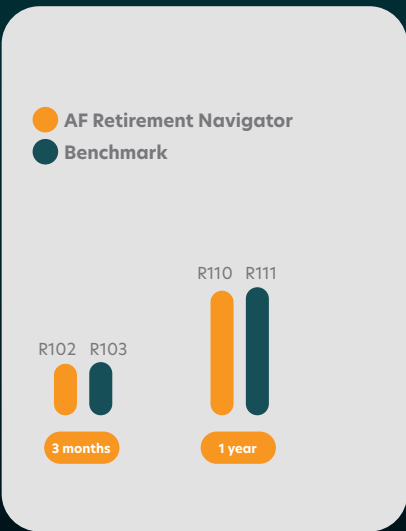 AF Retirement Navigator
Benchmark
R110 R111
R102 R103
3 months 1 year